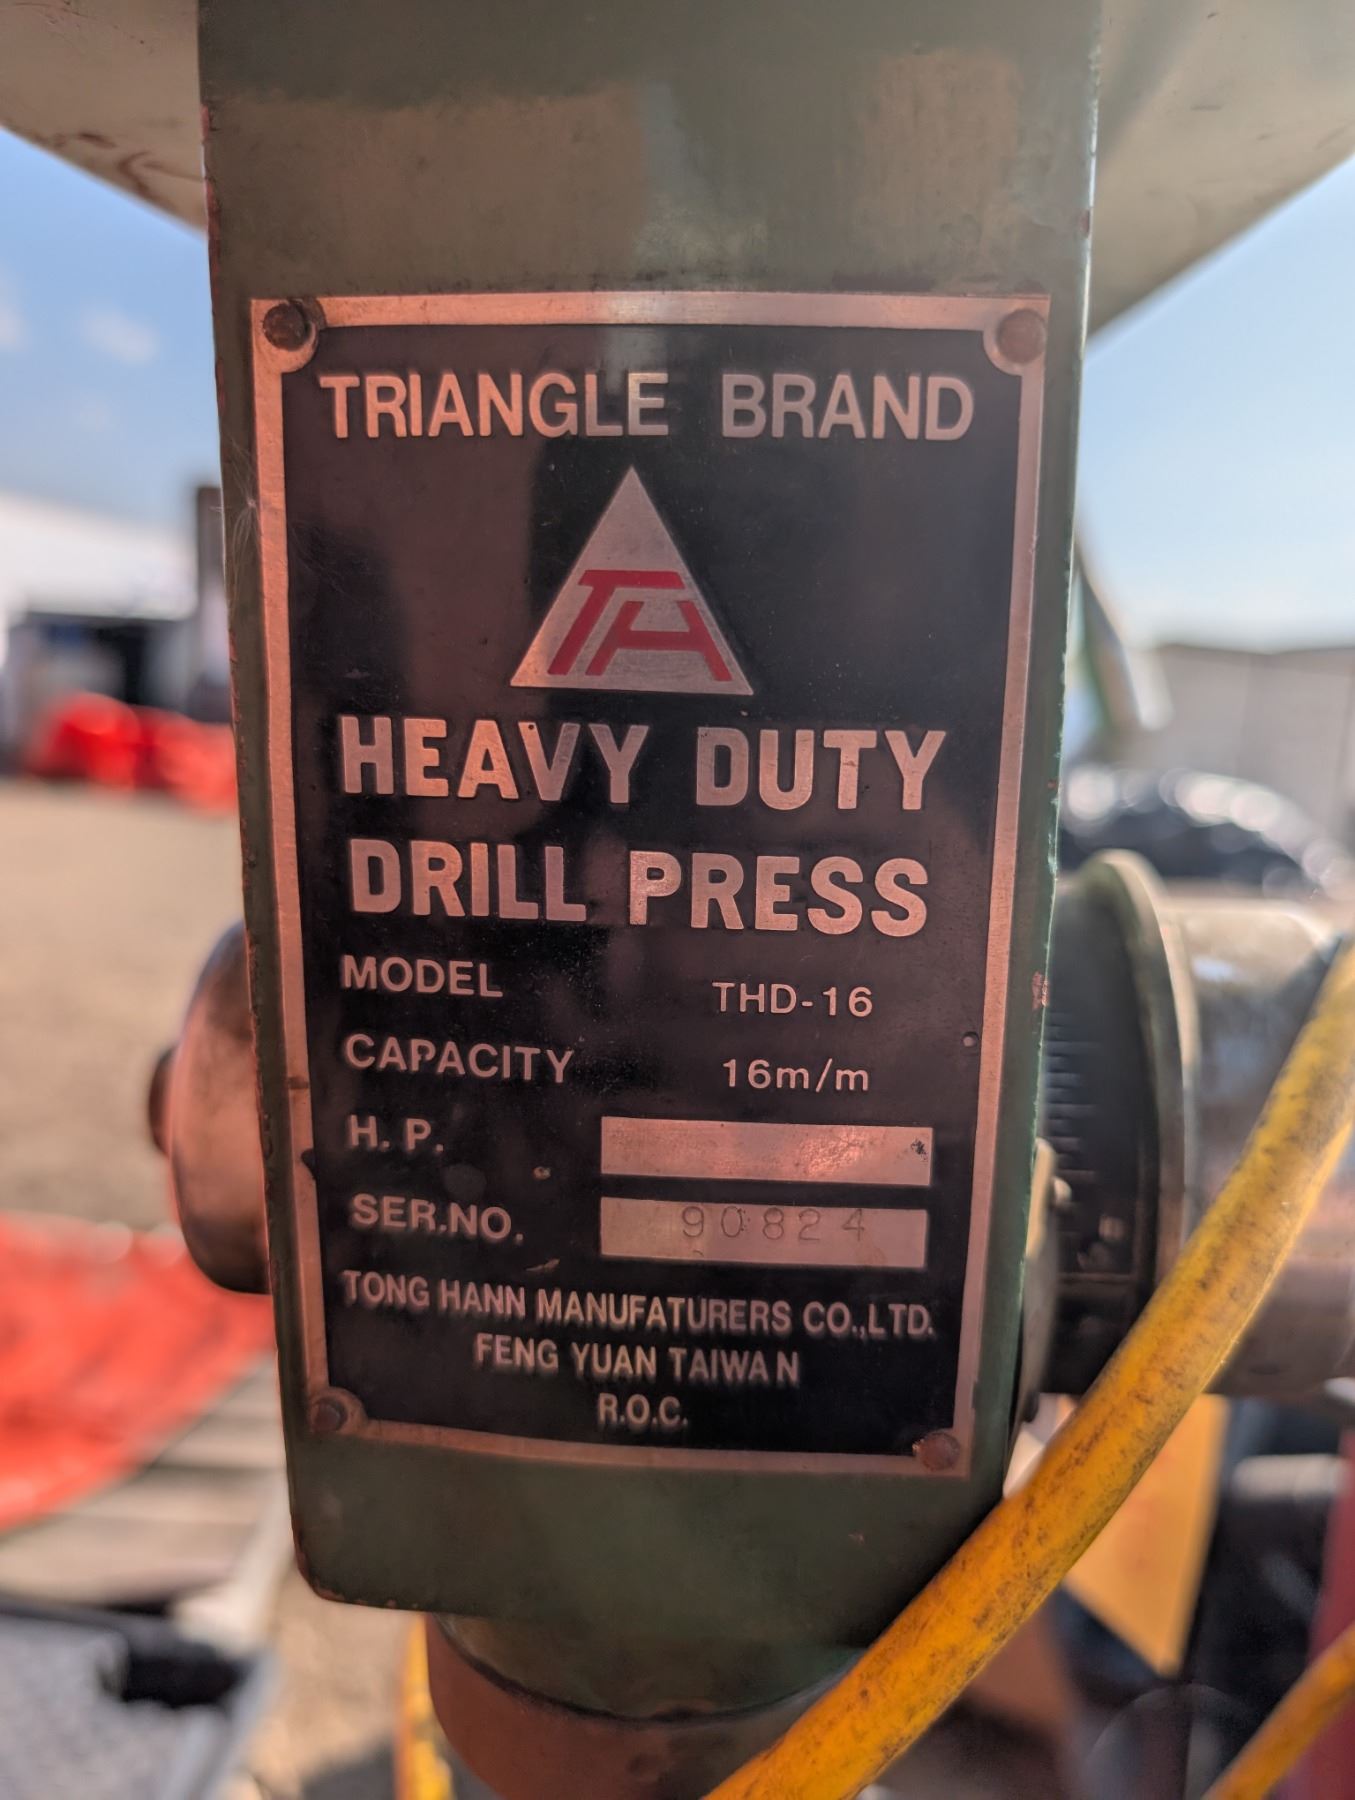 TRIANGLE BRAND
TH
HEAVY DUTY
DRILL PRESS
MODEL THD-16
CAPACITY 16m/m
H. P.
SER.NO. 90824
TONG HANN MANUFATURERS CO.,LTD.
FENG YUAN TAIWAN
R.O.C.